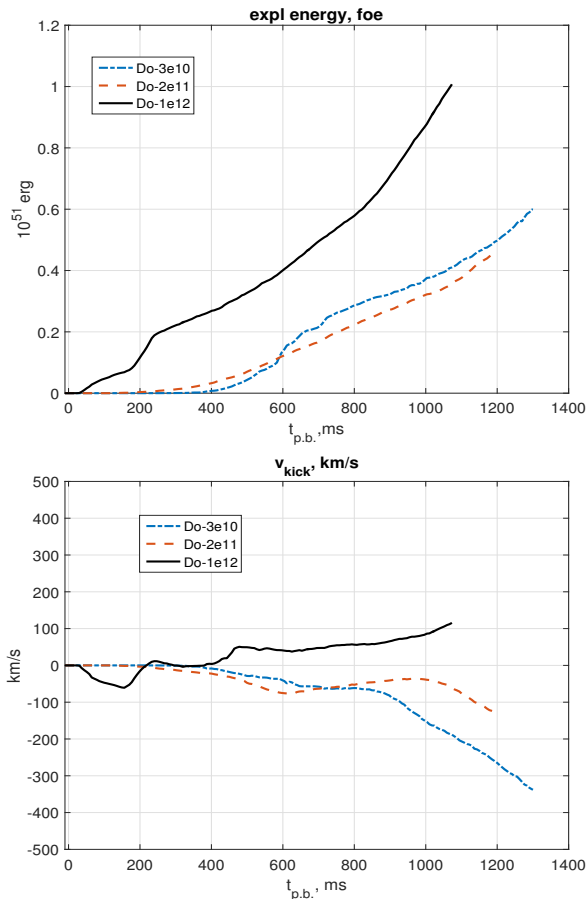 expl energy, foe
1.2
1
0.8
0.6
0.4
0.2
0
10^51 erg
Do-3e10
Do-2e11
Do-1e12
0 200 400 600 800 1000 1200 1400
t_p.b. ,ms
v_kick, km/s
500
400
300
200
100
0
-100
-200
-300
-400
-500
km/s
Do-3e10
Do-2e11
Do-1e12
0 200 400 600 800 1000 1200 1400
t_p.b. , ms